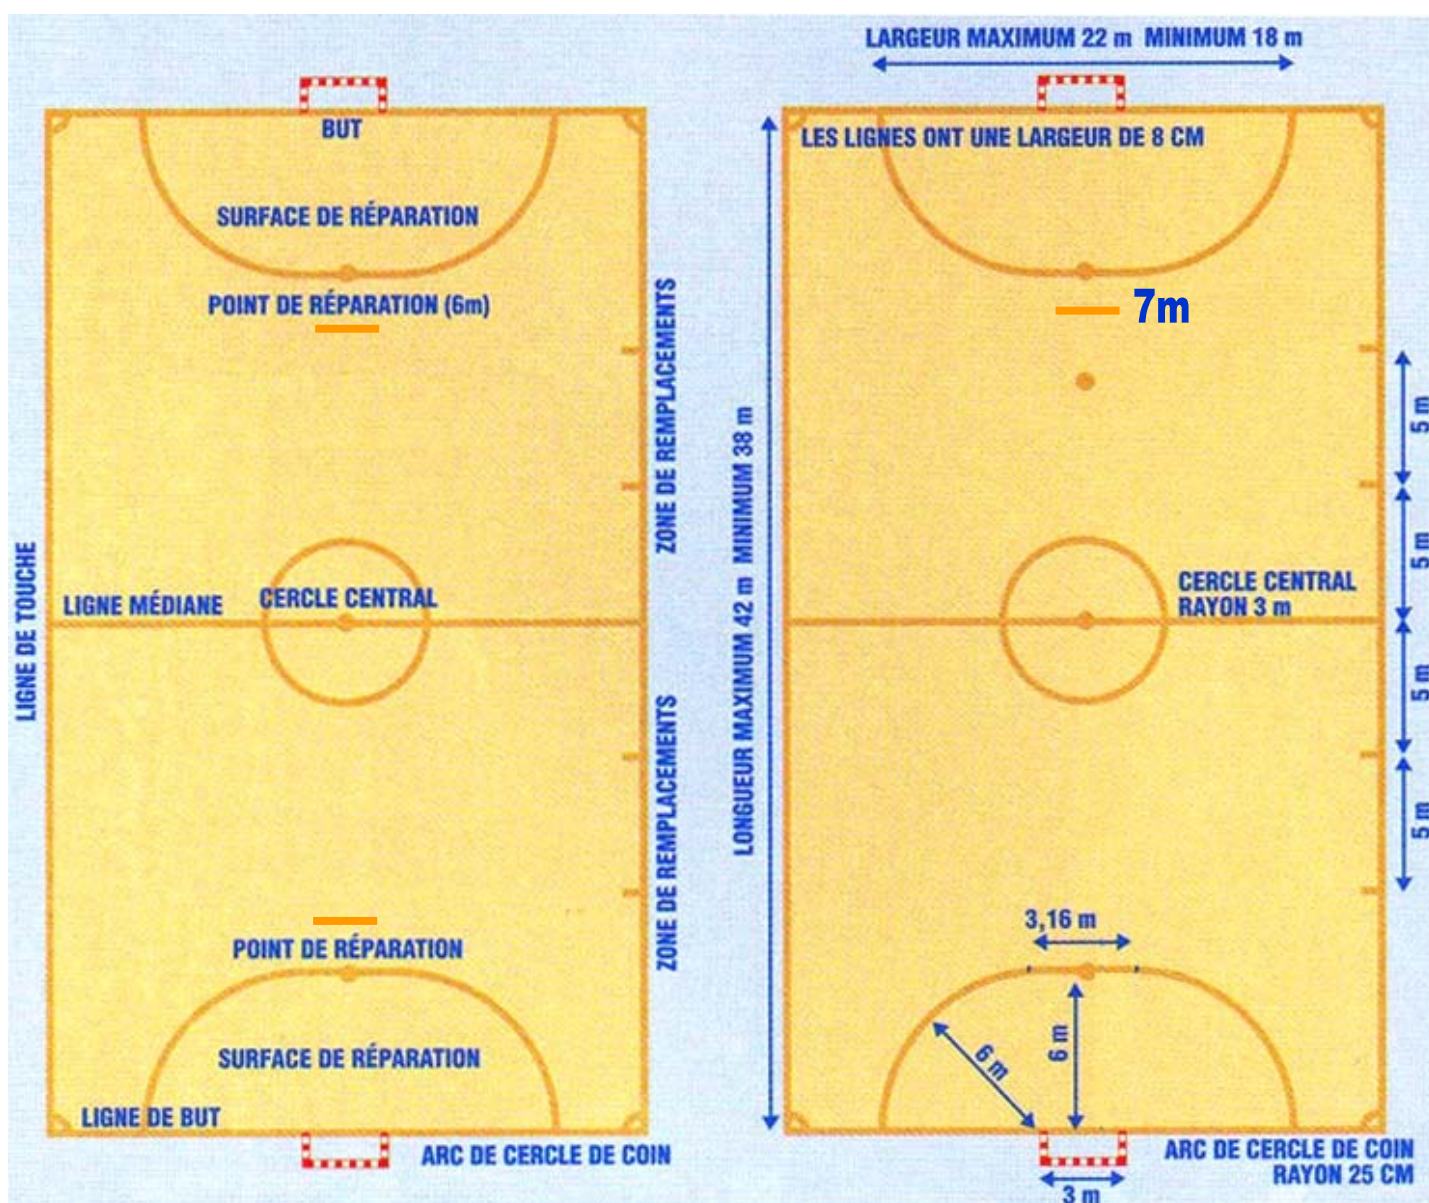 BUT
SURFACE DE RÉPARATION
POINT DE RÉPARATION (6m)
ZONE DE REMPLACEMENTS
LIGNE DE TOUCHE
LIGNE MÉDIANE
CERCLE CENTRAL
ZONE DE REMPLACEMENTS
POINT DE RÉPARATION
SURFACE DE RÉPARATION
LIGNE DE BUT
ARC DE CERCLE DE COIN
LARGEUR MAXIMUM 22 m MINIMUM 18 m
LES LIGNES ONT UNE LARGEUR DE 8 CM
7m
LONGUEUR MAXIMUM 42 m MINIMUM 38 m
5 m
5 m
CERCLE CENTRAL
RAYON 3 m
5 m
5 m
3,16 m
6 m
6 m
ARC DE CERCLE DE COIN
RAYON 25 CM
3 m